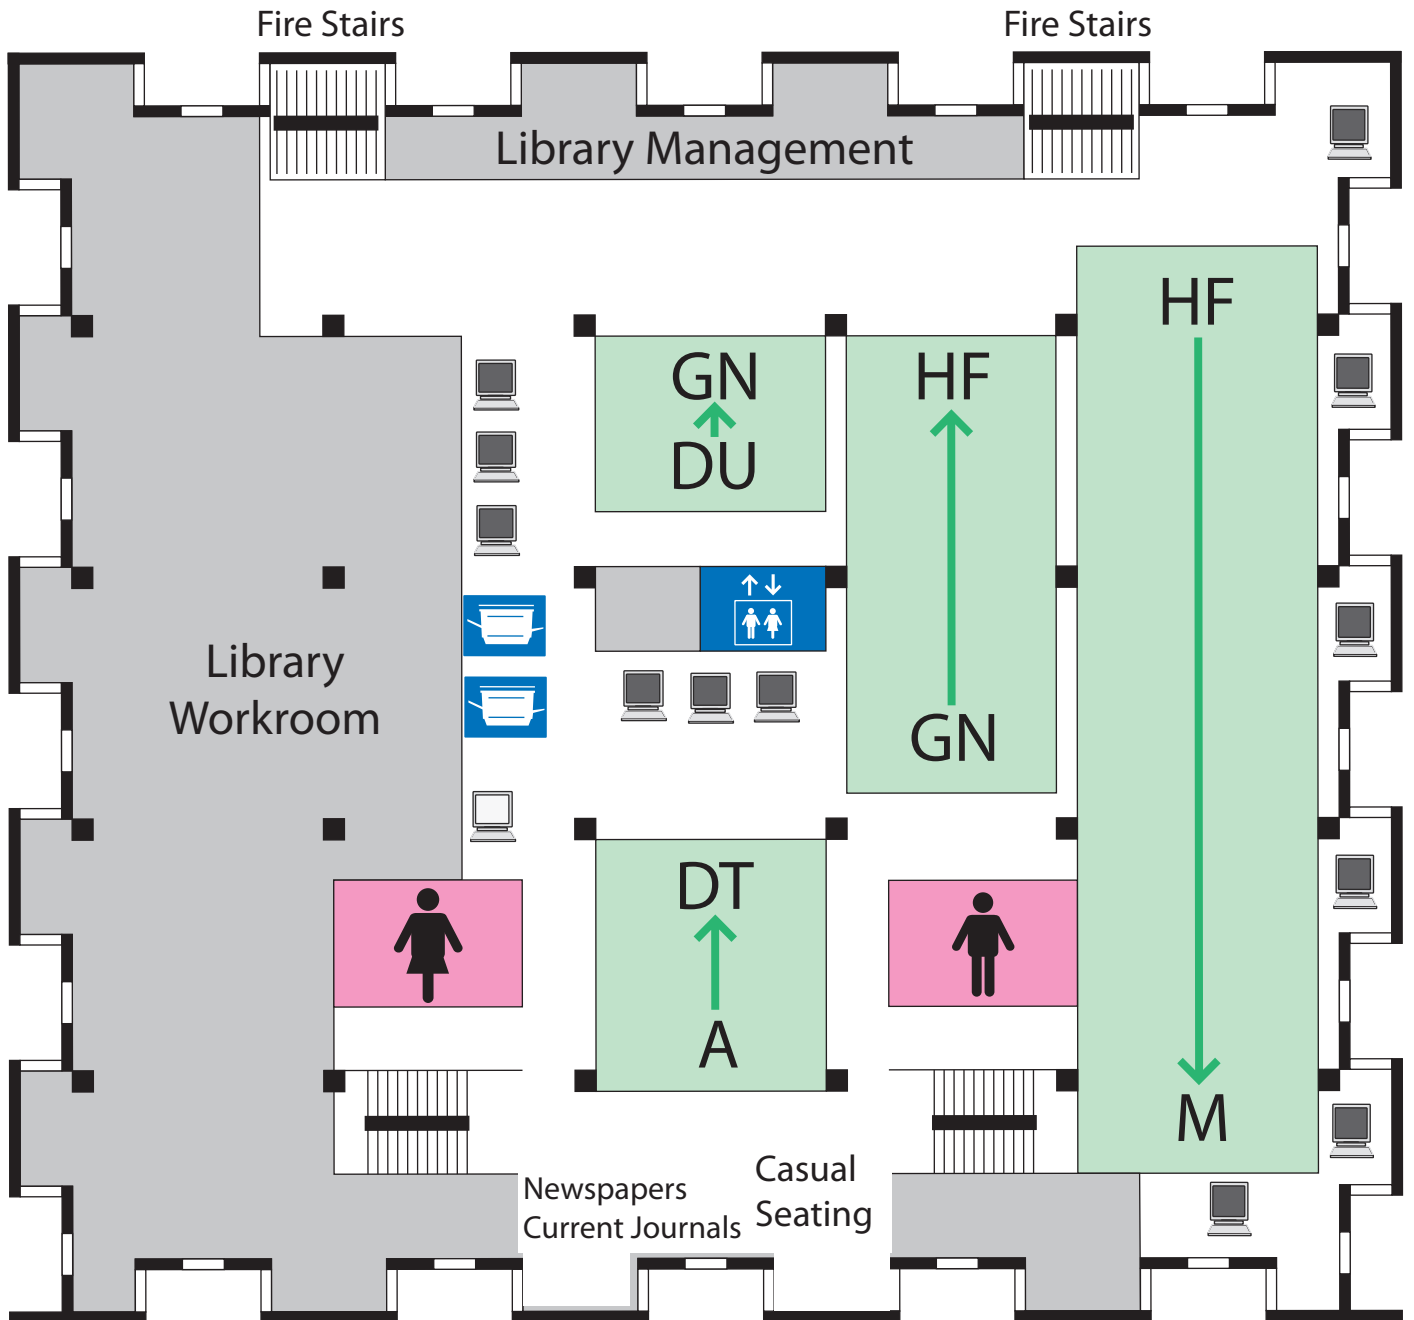 Fire Stairs
Fire Stairs
Library Management
HF
GN
HF
DU
Library
Workroom
GN
DT
A
M
Casual
Seating
Newspapers
Current Journals